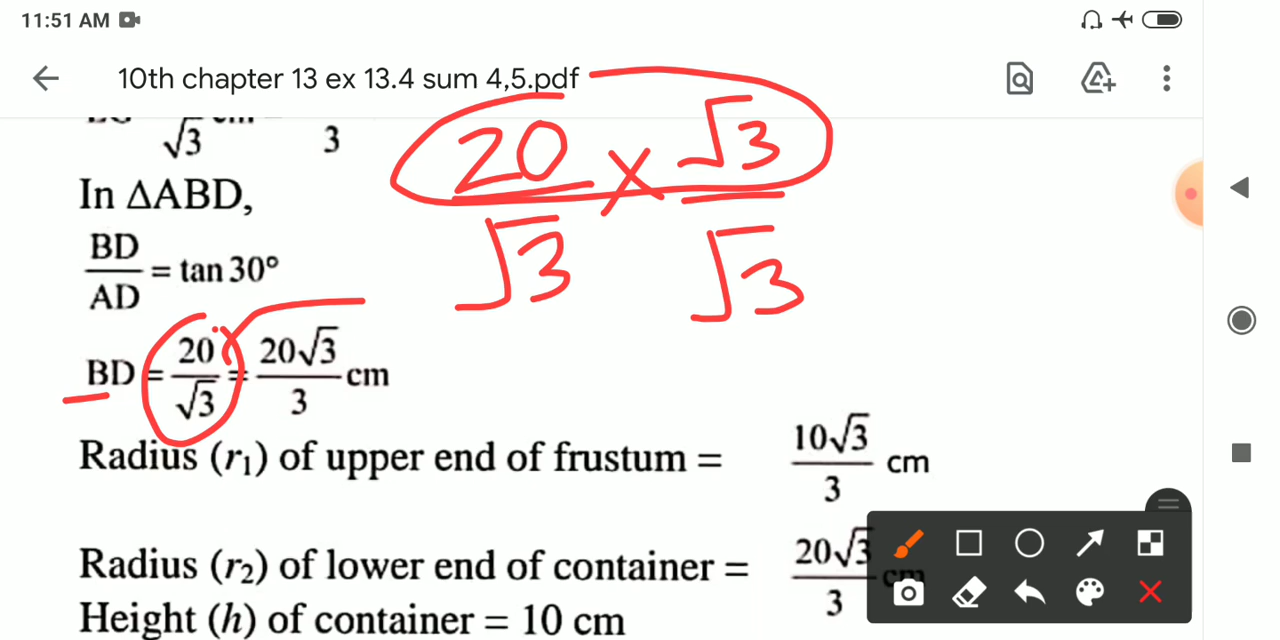 11:51 AM
10th chapter 13 ex 13.4 sum 4,5.pdf
√3 3
20/√3 × √3/√3
In ΔABD,
BD/AD = tan 30°
BD = 20/√3 = 20√3/3 cm
Radius (r₁) of upper end of frustum = 10√3/3 cm
Radius (r₂) of lower end of container = 20√3/3 cm
Height (h) of container = 10 cm